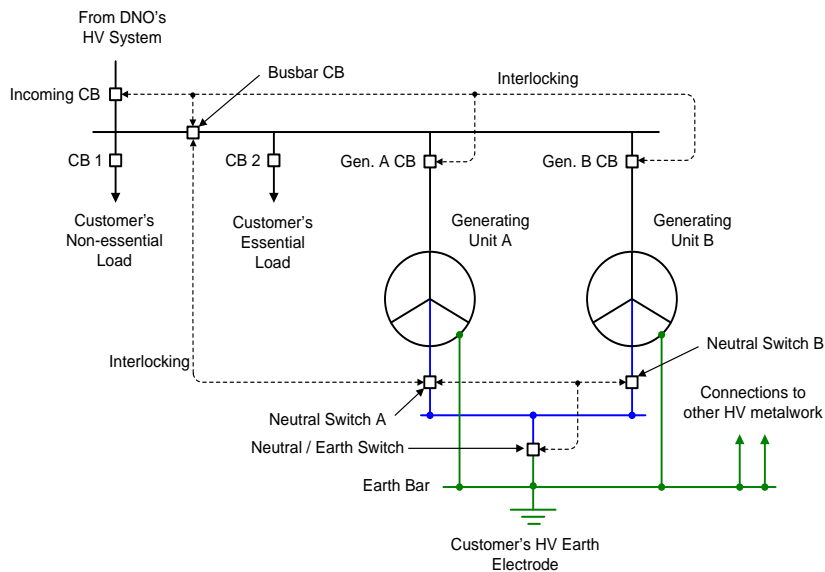 From DNO's
HV System
Busbar CB
Interlocking
Incoming CB
CB 1
CB 2
Gen. A CB
Gen. B CB
Customer's
Non-essential
Load
Customer's
Essential
Load
Generating
Unit A
Generating
Unit B
Interlocking
Neutral Switch B
Neutral Switch A
Connections to
other HV metalwork
Neutral / Earth Switch
Earth Bar
Customer's HV Earth
Electrode